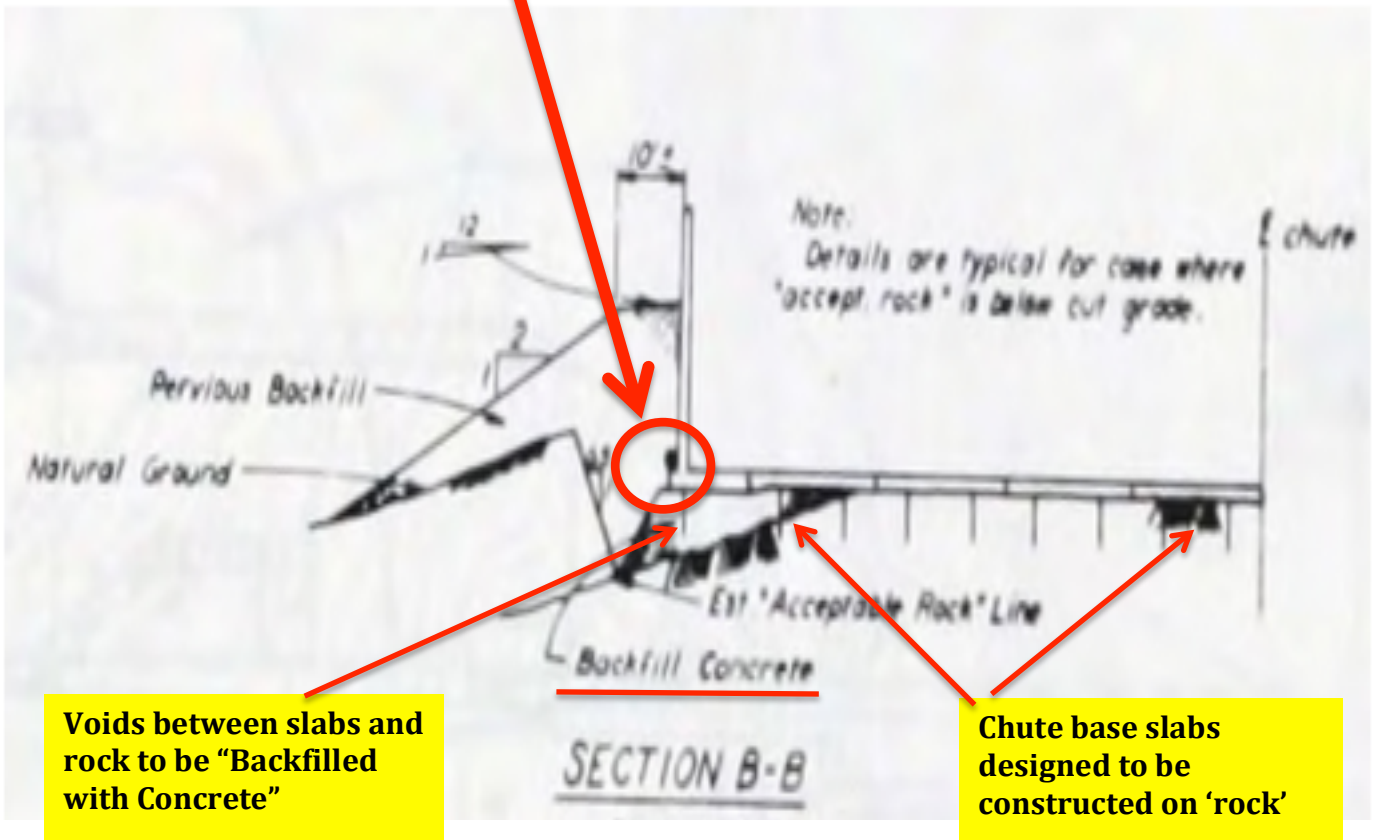 10'±
Note:
Details are typical for case where
"accept. rock" is below cut grade.
℄ chute
12
1
2
1
Pervious Backfill
Natural Ground
Est "Acceptable Rock" Line
Backfill Concrete
SECTION B-B
Voids between slabs and
rock to be “Backfilled
with Concrete”
Chute base slabs
designed to be
constructed on ‘rock’